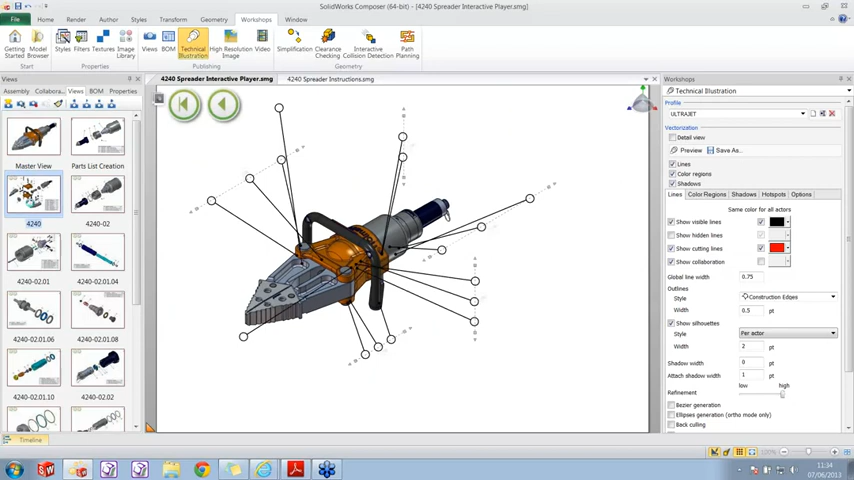 SolidWorks Composer (64-bit) - [4240 Spreader Interactive Player.smg]
File Home Render Author Styles Transform Geometry Workshops Window
Getting Started Model Browser Styles Filters Textures Image Library Views BOM Technical Illustration High Resolution Image Video Simplification Clearance Checking Interactive Collision Detection Path Planning
Start Properties Publishing Geometry
Views
4240 Spreader Interactive Player.smg 4240 Spreader Instructions.smg
Workshops
Assembly Collabora... Views BOM Properties
Technical Illustration
Profile
ULTRAJET
Vectorization
Detail view
Preview Save As...
Master View Parts List Creation
Lines
Color regions
Shadows
Lines Color Regions Shadows Hotspots Options
Same color for all actors
4240 4240-02
Show visible lines
Show hidden lines
Show cutting lines
Show collaboration
Global line width 0.75
4240-02.01 4240-02.01.04
Outlines
Style Construction Edges
Width 0.5 pt
Show silhouettes
Style Per actor
4240-02.01.06 4240-02.01.08
Width 2 pt
Shadow width 0 pt
Attach shadow width 1 pt
Refinement low high
4240-02.01.10 4240-02.02
Bezier generation
Ellipses generation (ortho mode only)
Back culling
Timeline
100%
11:34
07/06/2013